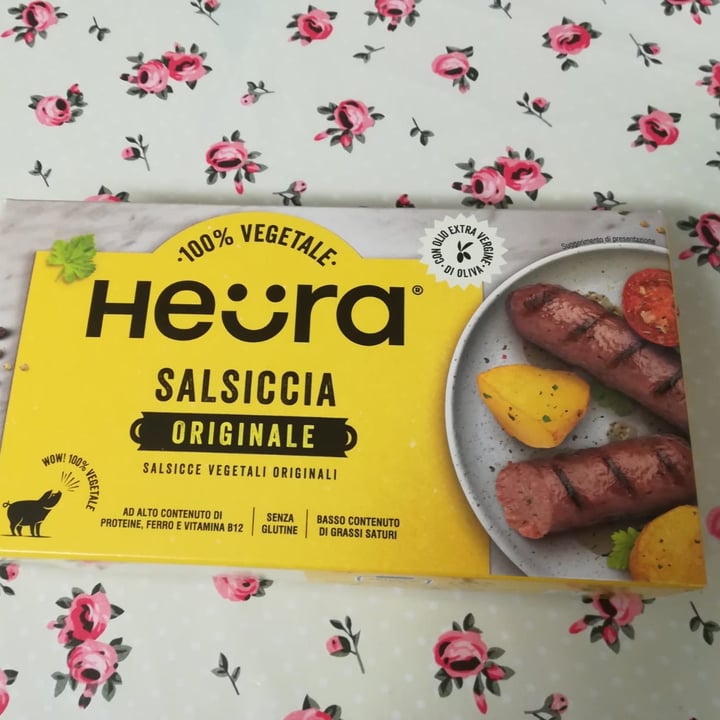 ·100% VEGETALE·
Heüra®
SALSICCIA
ORIGINALE
SALSICCE VEGETALI ORIGINALI
WOW! 100% VEGETALE
AD ALTO CONTENUTO DI
PROTEINE, FERRO E VITAMINA B12
SENZA
GLUTINE
BASSO CONTENUTO
DI GRASSI SATURI
CON OLIO EXTRA VERGINE
· DI OLIVA ·
Suggerimento di presentazione